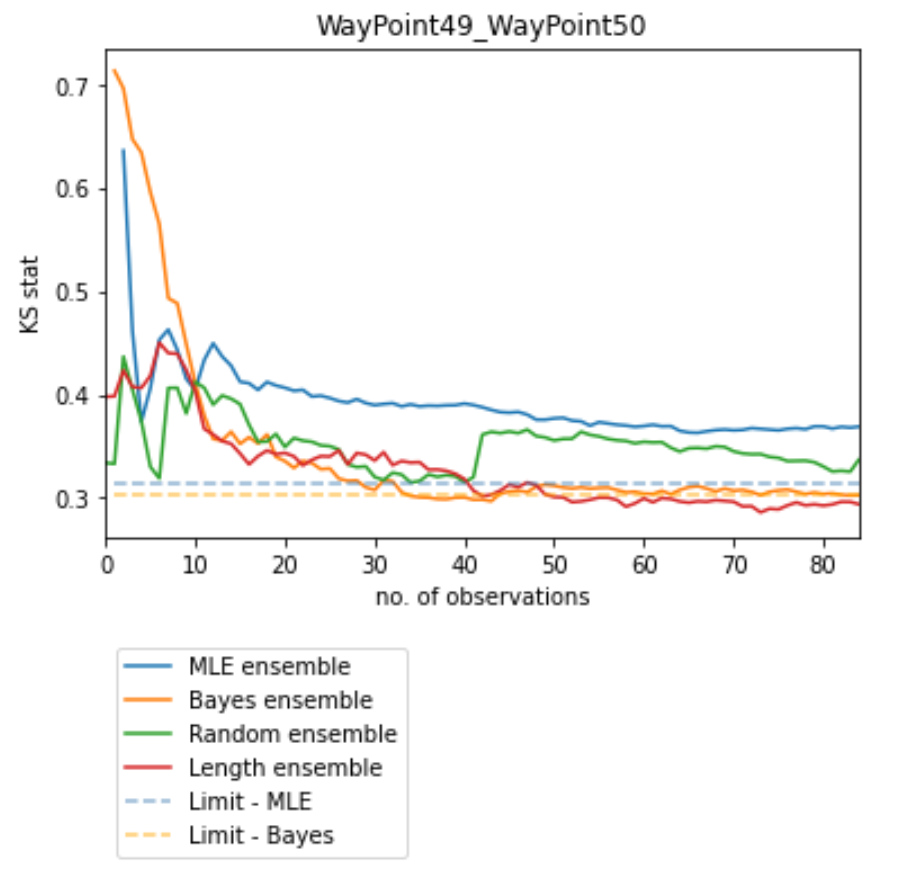 WayPoint49_WayPoint50
0.7
0.6
0.5
0.4
0.3
KS stat
0 10 20 30 40 50 60 70 80
no. of observations
MLE ensemble
Bayes ensemble
Random ensemble
Length ensemble
Limit - MLE
Limit - Bayes